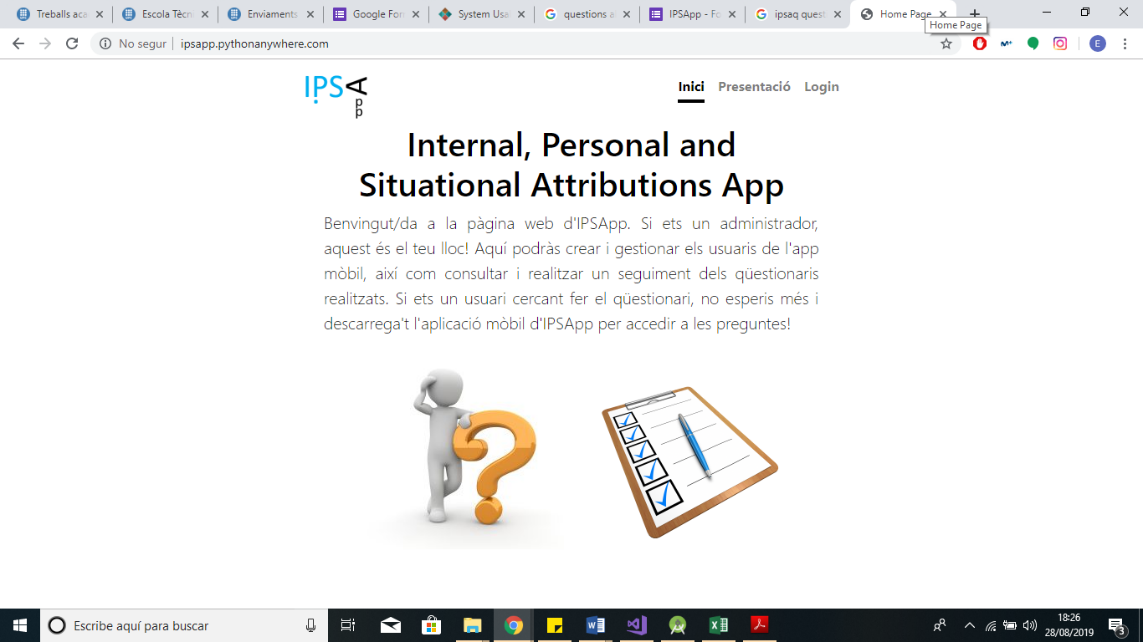 Treballs aca
Escola Tècn
Enviaments
Google For
System Usa
questions a
IPSApp - Fo
ipsaq quest
Home Page
Home Page
No segur
ipsapp.pythonanywhere.com
E
IPSA
pp
Inici Presentació Login
Internal, Personal and
Situational Attributions App
Benvingut/da a la pàgina web d'IPSApp. Si ets un administrador,
aquest és el teu lloc! Aquí podràs crear i gestionar els usuaris de l'app
mòbil, així com consultar i realitzar un seguiment dels qüestionaris
realitzats. Si ets un usuari cercant fer el qüestionari, no esperis més i
descarrega't l'aplicació mòbil d'IPSApp per accedir a les preguntes!
Escribe aquí para buscar
18:26
28/08/2019
3